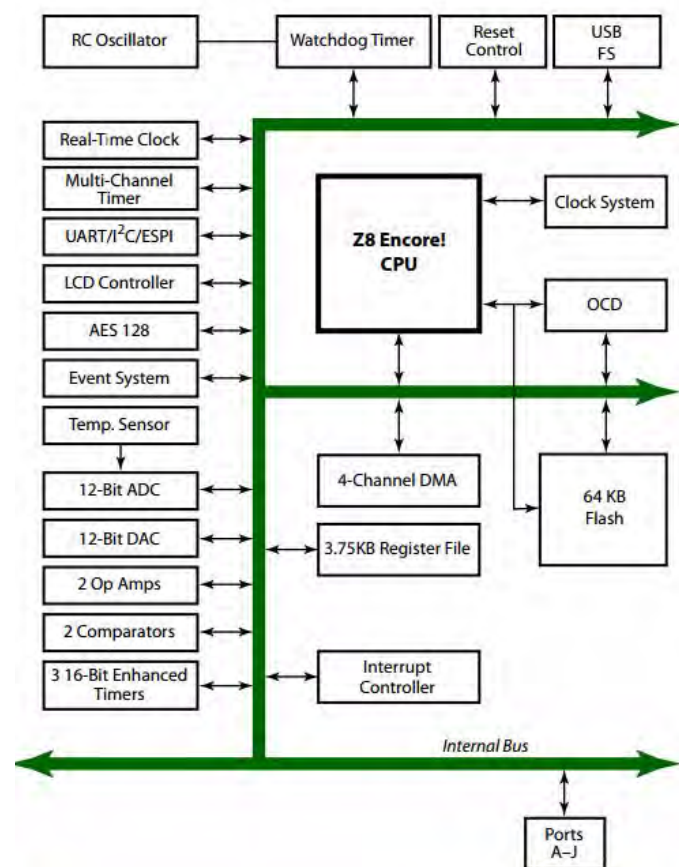 RC Oscillator
Watchdog Timer
Reset
Control
USB
FS
Real-Time Clock
Multi-Channel
Timer
UART/I²C/ESPI
LCD Controller
AES 128
Event System
Temp. Sensor
12-Bit ADC
12-Bit DAC
2 Op Amps
2 Comparators
3 16-Bit Enhanced
Timers
Z8 Encore!
CPU
Clock System
OCD
4-Channel DMA
64 KB
Flash
3.75KB Register File
Interrupt
Controller
Internal Bus
Ports
A–J